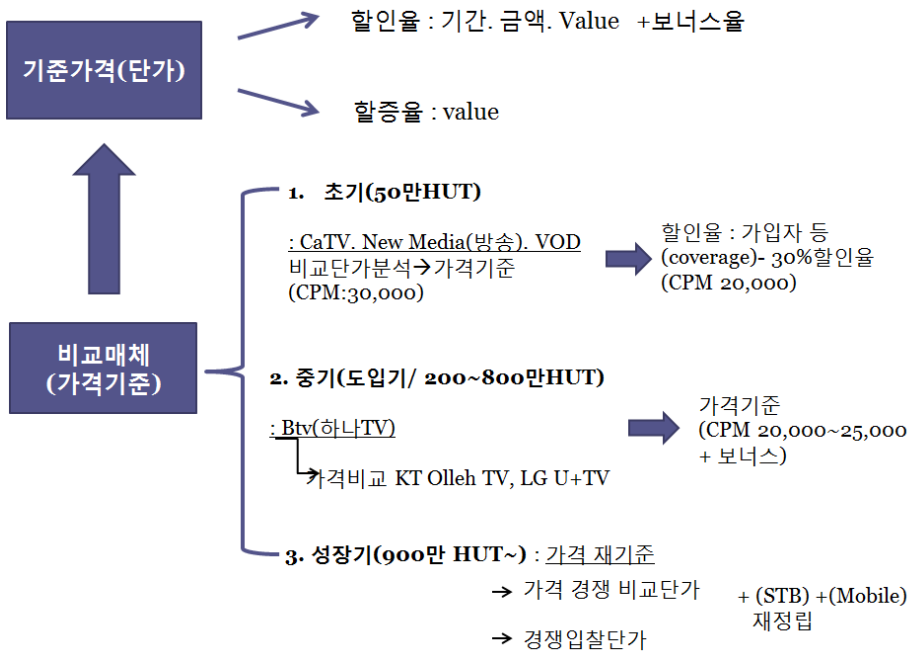 기준가격(단가)
할인율 : 기간. 금액. Value +보너스율
할증율 : value
비교매체
(가격기준)
1. 초기(50만HUT)
: CaTV. New Media(방송). VOD
비교단가분석→가격기준
(CPM:30,000)
할인율 : 가입자 등
(coverage)- 30%할인율
(CPM 20,000)
2. 중기(도입기/ 200~800만HUT)
: Btv(하나TV)
가격비교 KT Olleh TV, LG U+TV
가격기준
(CPM 20,000~25,000
+ 보너스)
3. 성장기(900만 HUT~) : 가격 재기준
→ 가격 경쟁 비교단가
→ 경쟁입찰단가
+ (STB) +(Mobile)
재정립